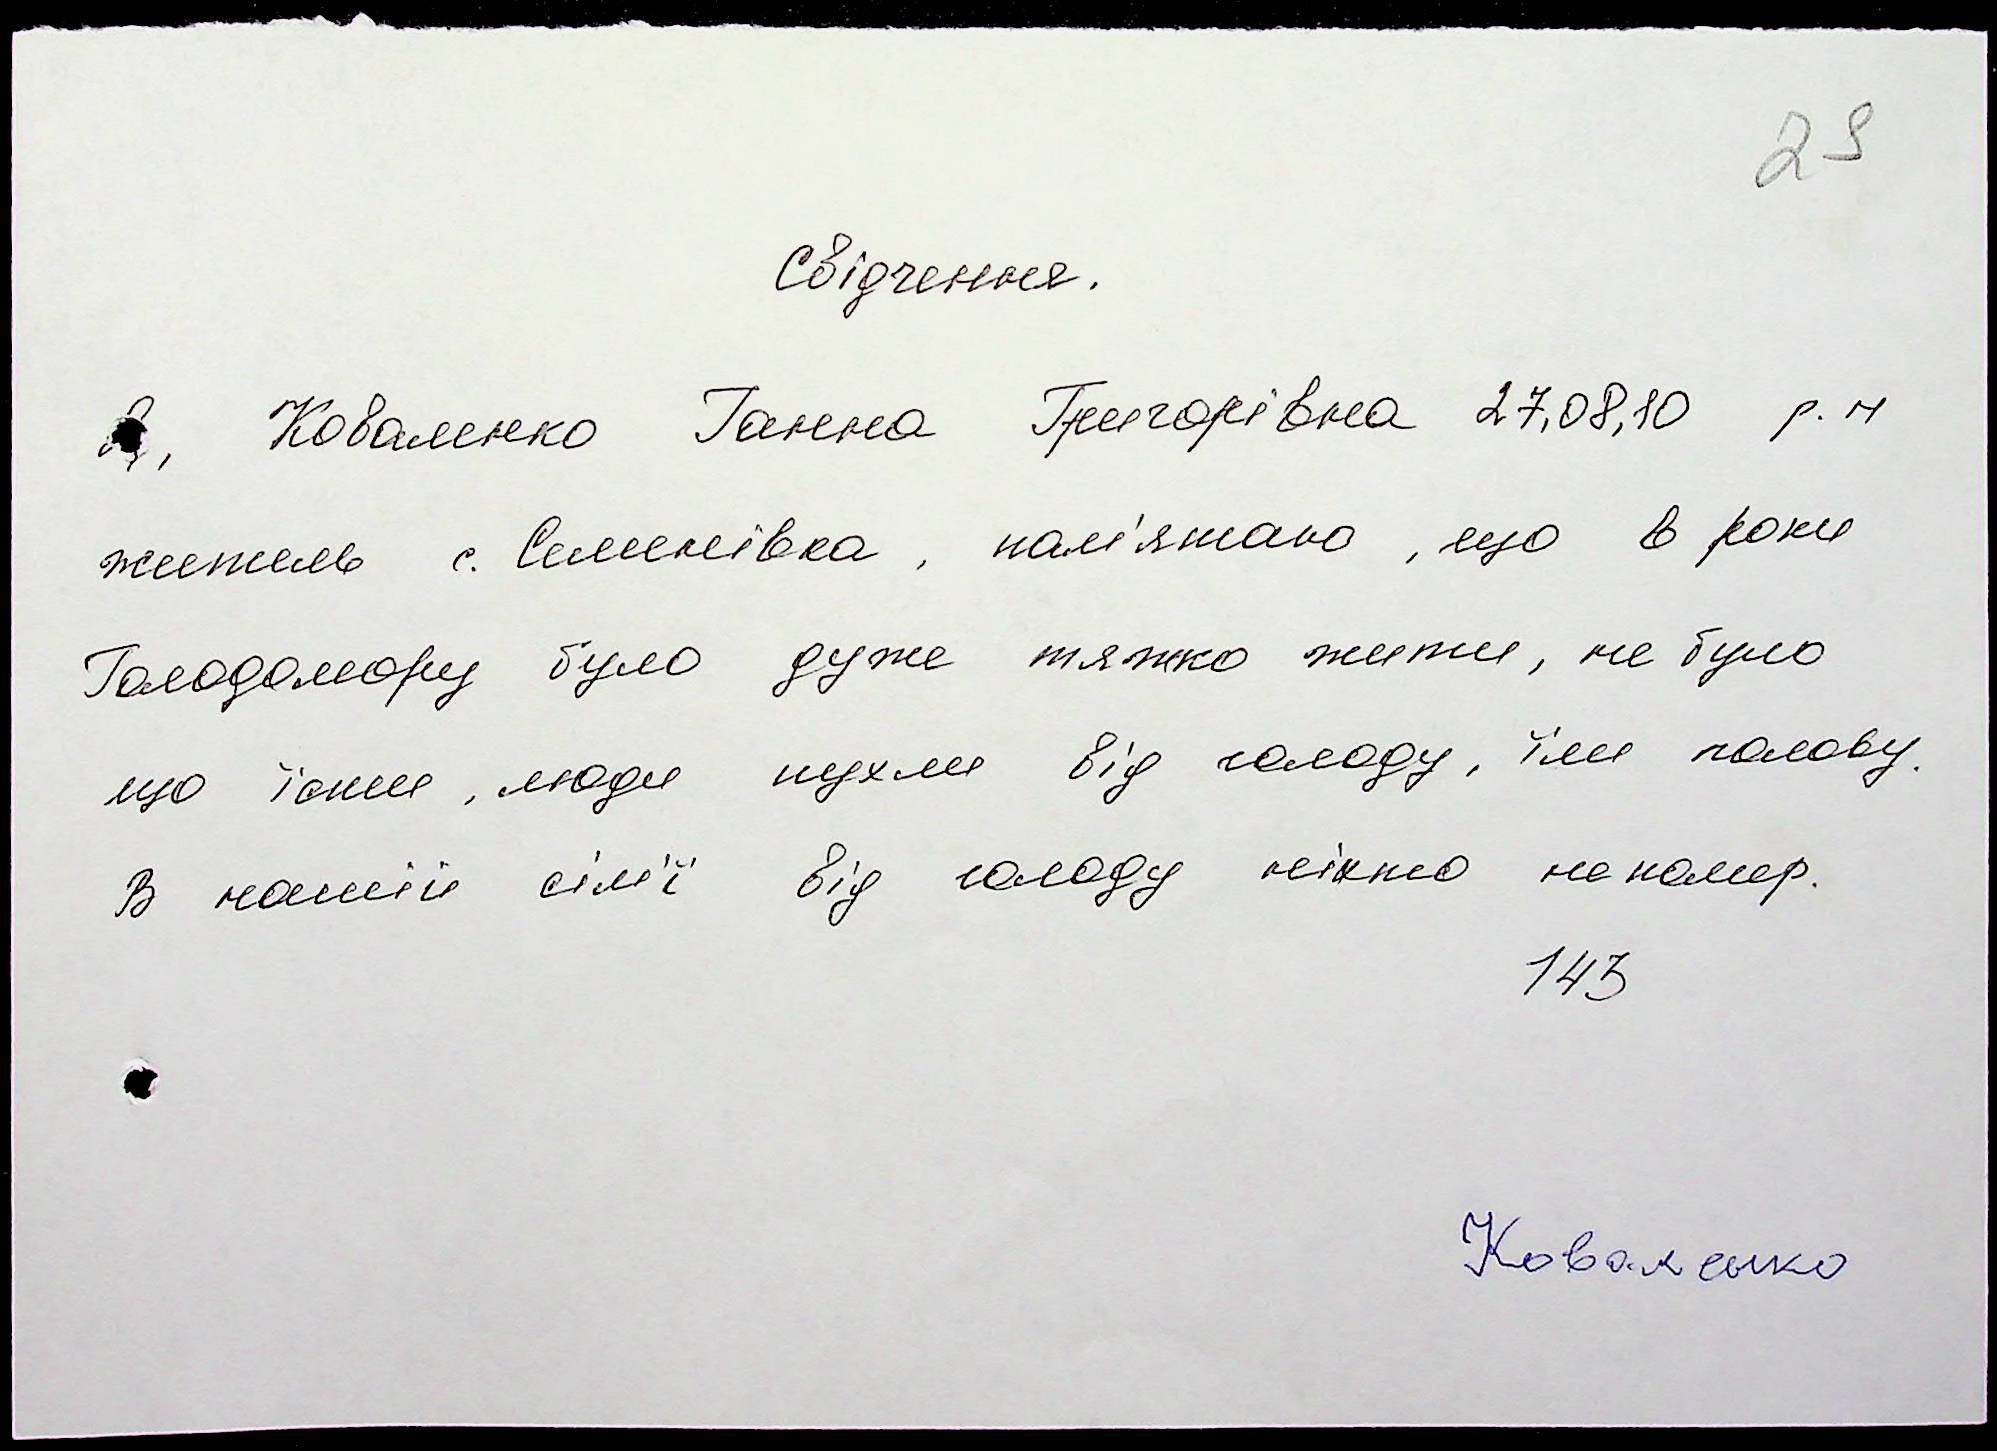 29
Свідчення.
Я, Коваленко Ганна Григорівна 27,08,10 р. н
житель с. Семенівка, пам'ятаю, що в роки
Голодомору було дуже тяжко жити, не було
що їсти, люди пухли від голоду, їли полову.
В нашій сім'ї від голоду ніхто не помер.
143
Коваленко